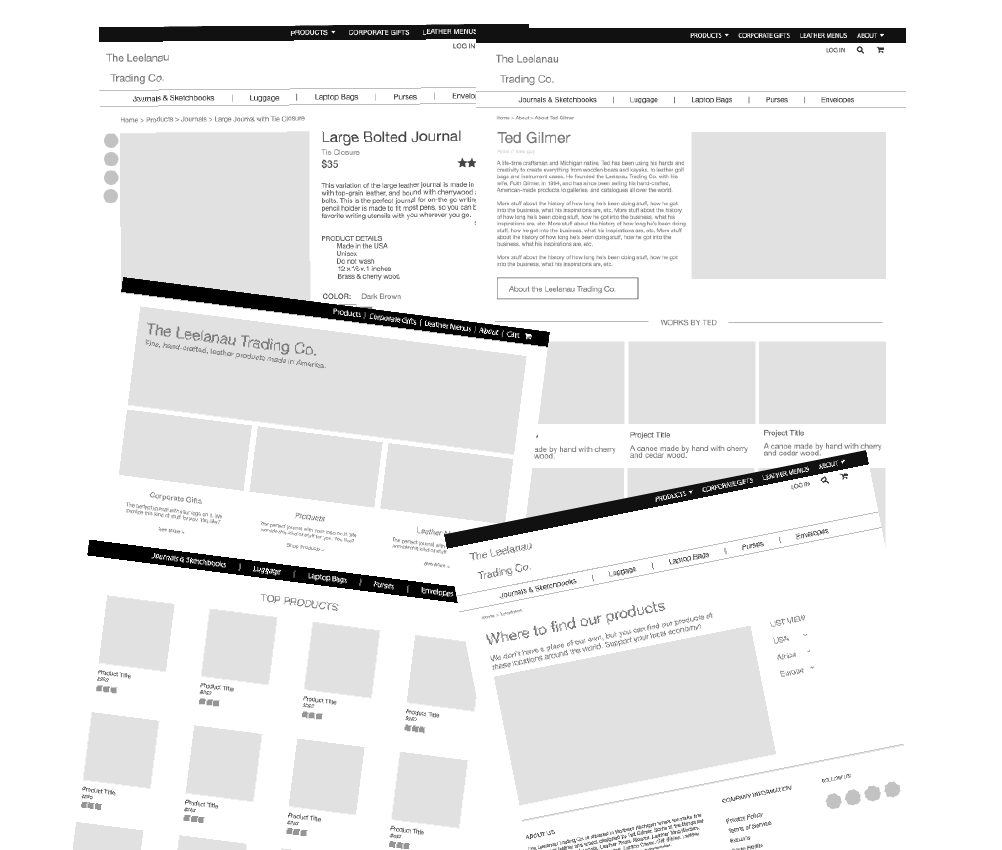 PRODUCTS
CORPORATE GIFTS
LEATHER MENUS
LOG IN
The Leelanau
Trading Co.
Journals & Sketchbooks | Luggage | Laptop Bags | Purses
Home > Products > Journals > Large Journal with Tie Closure
Large Bolted Journal
Tie Closure
$35
This variation of the large leather journal is made in
with top-grain leather, and bound with cherrywood
bolts. This is the perfect journal for on-the go
pencil holder is made to fit most pens, so you can
favorite writing utensils with you wherever you go.
PRODUCT DETAILS
Made in the USA
Unisex
Do not wash
Brass & cherry wood
COLOR: Dark Brown
PRODUCTS
CORPORATE GIFTS
LEATHER MENUS
ABOUT
LOG IN
The Leelanau
Trading Co.
Journals & Sketchbooks | Luggage | Laptop Bags | Purses | Envelopes
Home > About > About Ted Gilmer
Ted Gilmer
A life-time craftsman and Michigan native, Ted has been using his hands and
creativity to create everything from wooden boats and kayaks, to leather golf
bags and instrument cases. He founded the Leelanau Trading Co. with his
wife, Ruth Gilmer, in 1994, and has since been selling his hand-crafted,
American-made products to galleries, and catalogues all over the world.
More stuff about the history of how long he's been doing stuff, how he got
into the business, what his inspirations are, etc. More stuff about the history
of how long he's been doing stuff, how he got into the business, what his
inspirations are, etc. More stuff about the history of how long he's been doing
stuff, how he got into the business, what his inspirations are, etc. More stuff
about the history of how long he's been doing stuff, how he got into the
business, what his inspirations are, etc.
More stuff about the history of how long he's been doing stuff, how he got
into the business, what his inspirations are, etc.
About the Leelanau Trading Co.
WORKS BY TED
made by hand with cherry
wood.
Project Title
A canoe made by hand with cherry
and cedar wood.
Project Title
A canoe made by hand with cherry
and cedar wood.
Products | Corporate Gifts | Leather Menus | About | Cart
The Leelanau Trading Co.
Fine, hand-crafted, leather products made in America.
Corporate Gifts
The perfect journal with your logo on it.
See More >
Products
The perfect journal with your logo on it. We
Shop Products >
Leather
The perfect journal with your
Journals & Sketchbooks | Luggage | Laptop Bags | Purses | Envelopes
TOP PRODUCTS
Product Title
Product Title
Product Title
Product Title
Product Title
Product Title
Product Title
Product Title
PRODUCTS
CORPORATE GIFTS
LEATHER MENUS
ABOUT
LOG IN
The Leelanau
Trading Co.
Journals & Sketchbooks | Luggage | Laptop Bags | Purses | Envelopes
Home > Locations
Where to find our products
We don't have a place of our own, but you can find our products at
these locations around the world. Support your local economy!
LIST VIEW
USA
Africa
Europe
ABOUT US
COMPANY INFORMATION
Privacy Policy
Terms of Service
Returns
FOLLOW US